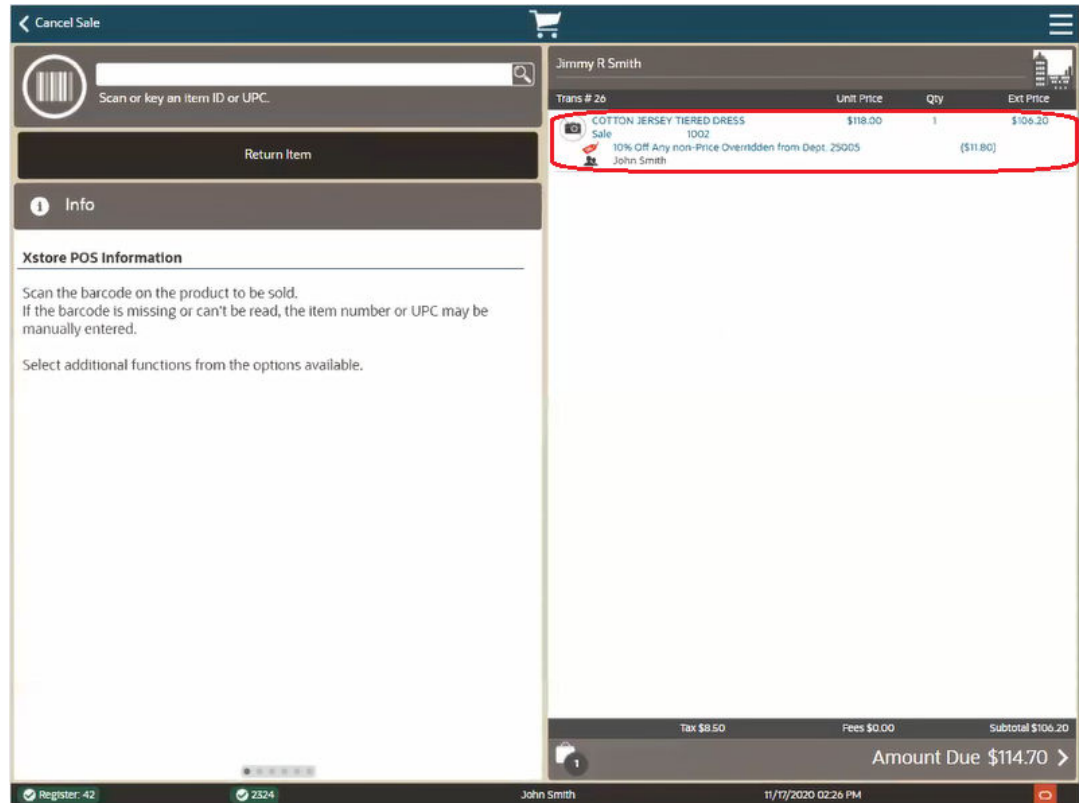 Cancel Sale
Scan or key an item ID or UPC.
Return Item
Info
Xstore POS Information
Scan the barcode on the product to be sold.
If the barcode is missing or can't be read, the item number or UPC may be
manually entered.
Select additional functions from the options available.
Jimmy R Smith
Trans # 26 Unit Price Qty Ext Price
COTTON JERSEY TIERED DRESS $118.00 1 $106.20
Sale 1002
10% Off Any non-Price Overridden from Dept. 25005 ($11.80)
John Smith
Tax $8.50 Fees $0.00 Subtotal $106.20
1 Amount Due $114.70
Register: 42 2324 John Smith 11/17/2020 02:26 PM